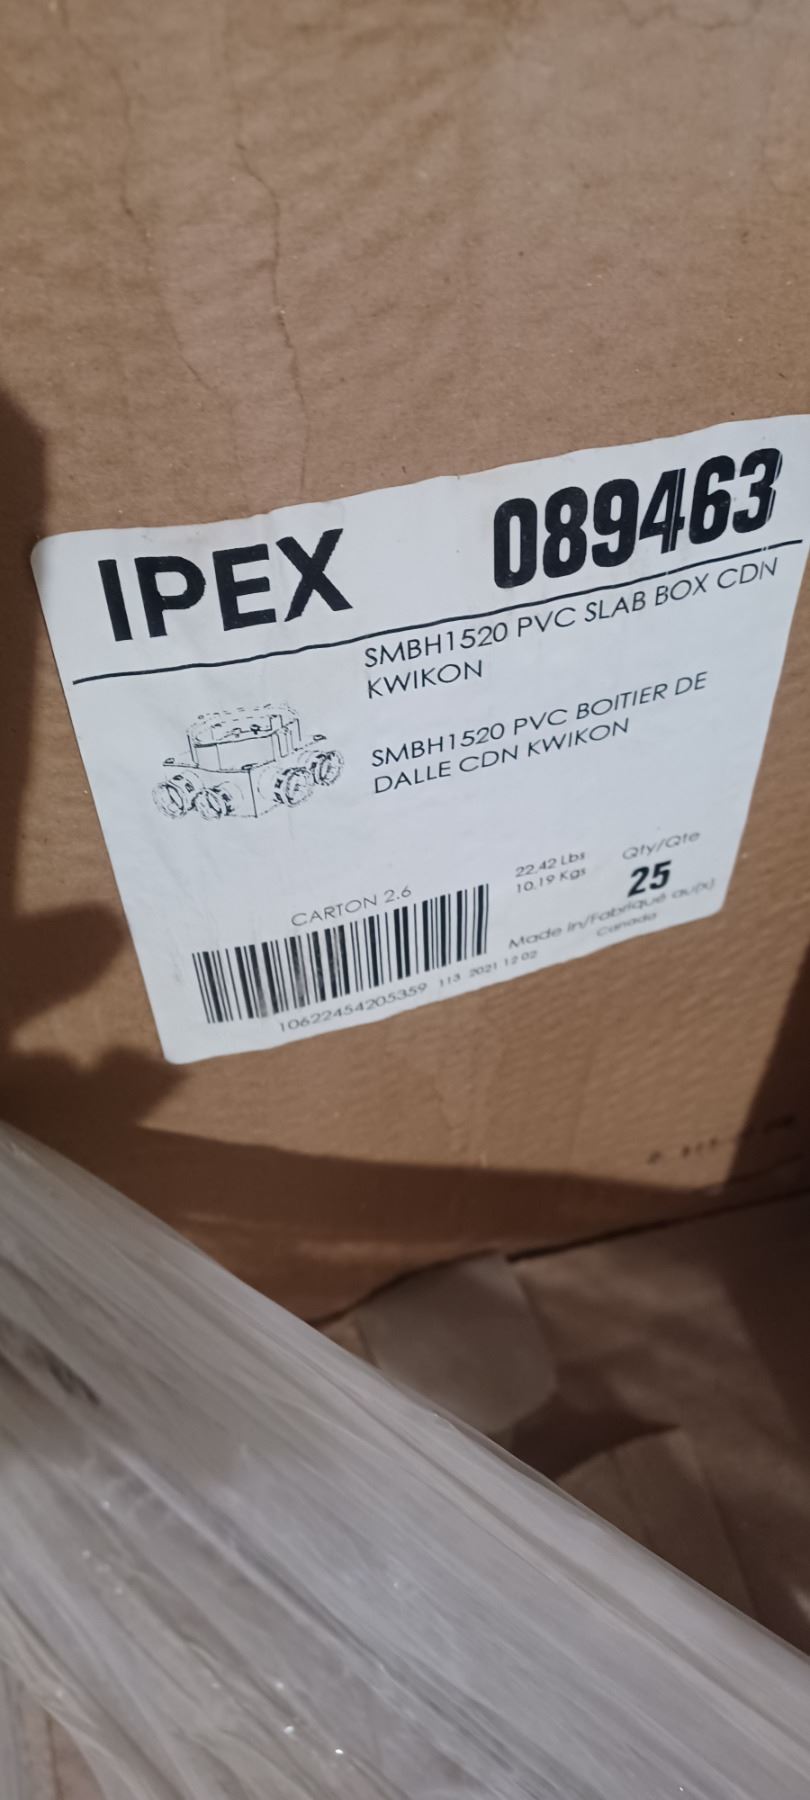 IPEX
089463
SMBH1520 PVC SLAB BOX CDN
KWIKON
SMBH1520 PVC BOITIER DE
DALLE CDN KWIKON
22.42 Lbs
10.19 Kgs
Qty/Qte
25
CARTON 2.6
Made in/Fabriqué au(x)
Canada
10622454205359 113 2021 12 02